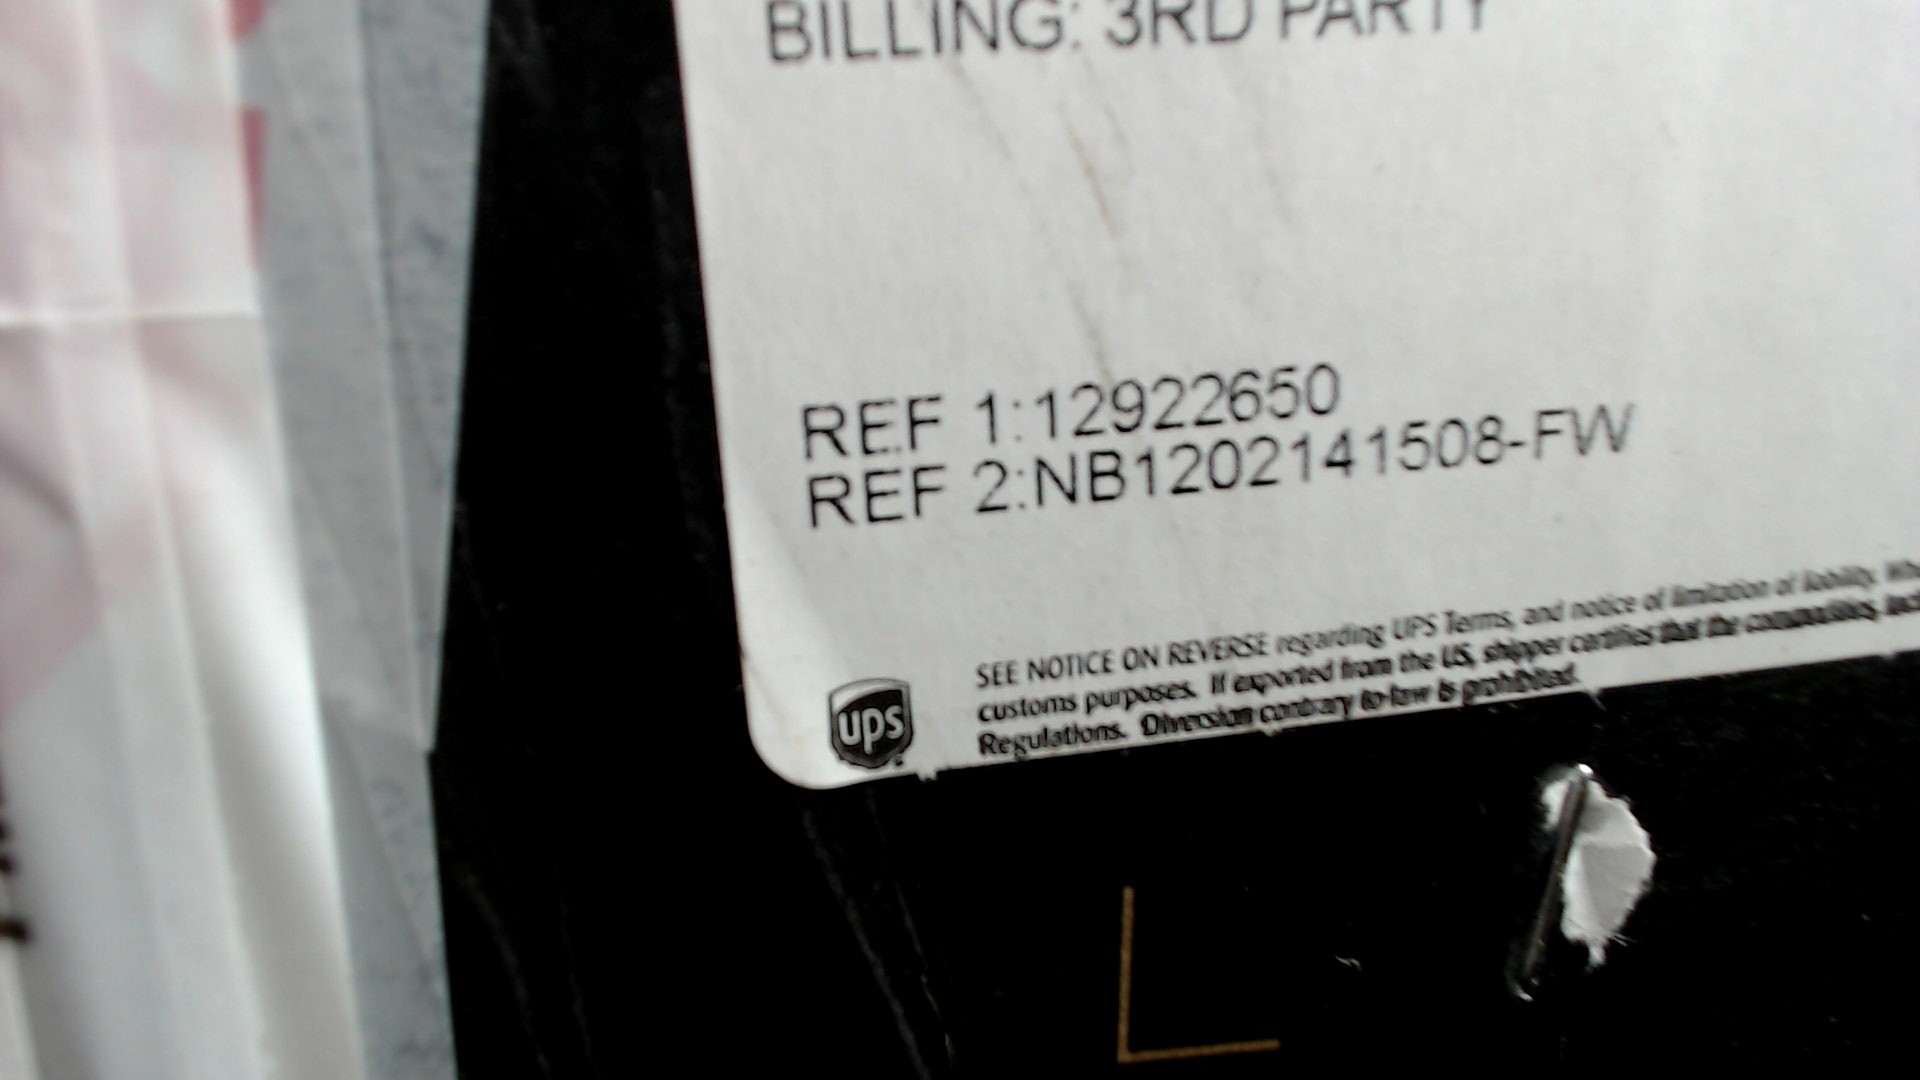 BILLING: 3RD PARTY
REF 1:12922650
REF 2:NB1202141508-FW
SEE NOTICE ON REVERSE regarding UPS Terms, and notice of limitation of liability. Whe
customs purposes. If exported from the US, shipper certifies that the commodities, tech
Regulations. Diversion contrary to law is prohibited.
ups